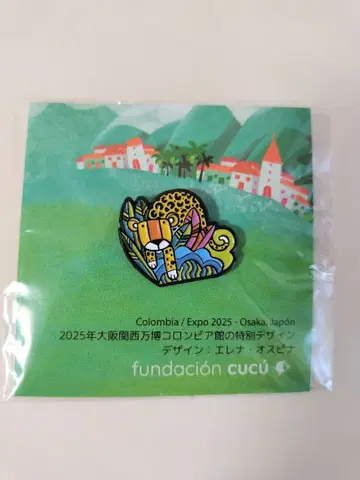 Colombia / Expo 2025 - Osaka, Japón
2025年大阪関西万博コロンビア館の特別デザイン
デザイン：エレナ・オスピナ
fundación cucú